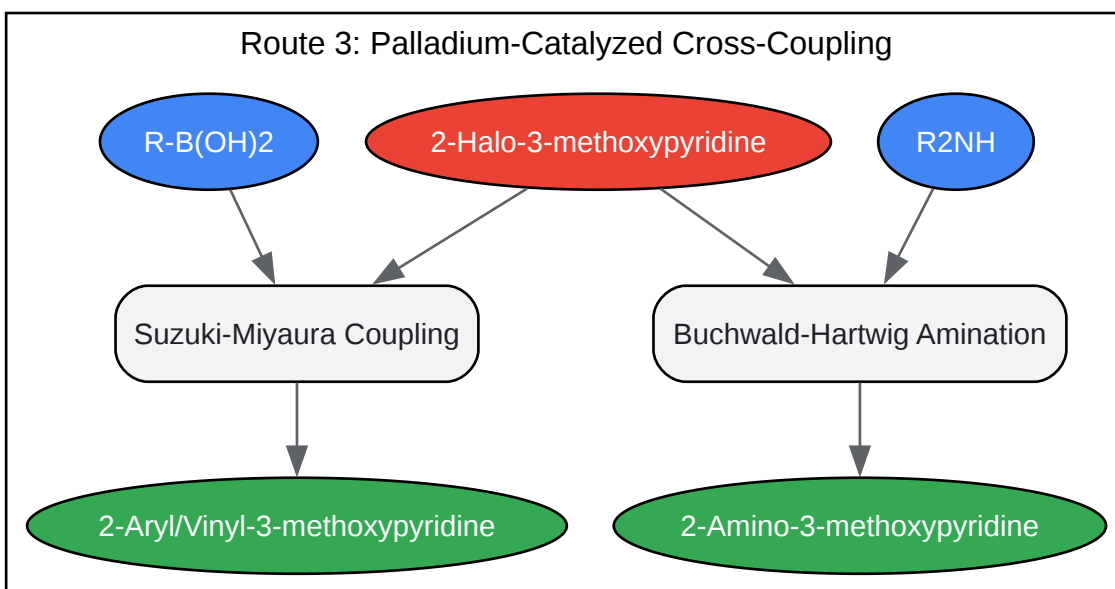 Route 3: Palladium-Catalyzed Cross-Coupling
R-B(OH)2
2-Halo-3-methoxypyridine
R2NH
Suzuki-Miyaura Coupling
Buchwald-Hartwig Amination
2-Aryl/Vinyl-3-methoxypyridine
2-Amino-3-methoxypyridine